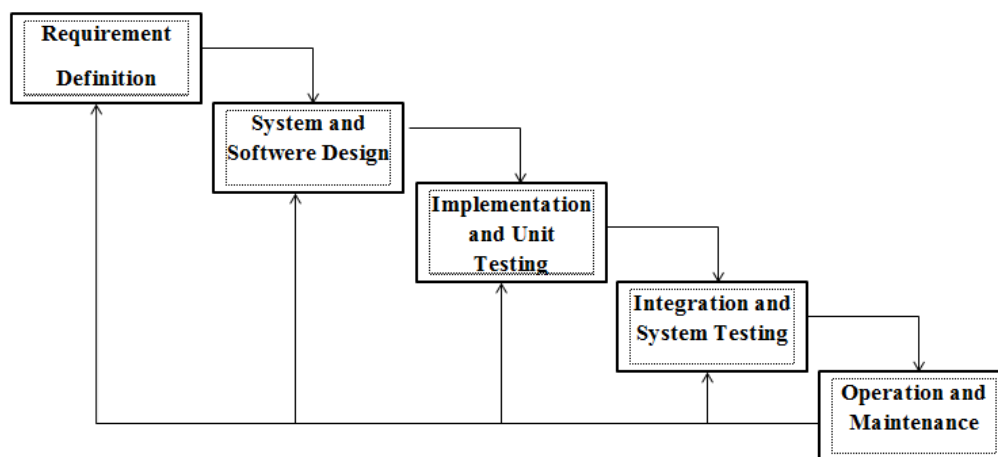 Requirement
Definition
System and
Softwere Design
Implementation
and Unit
Testing
Integration and
System Testing
Operation and
Maintenance